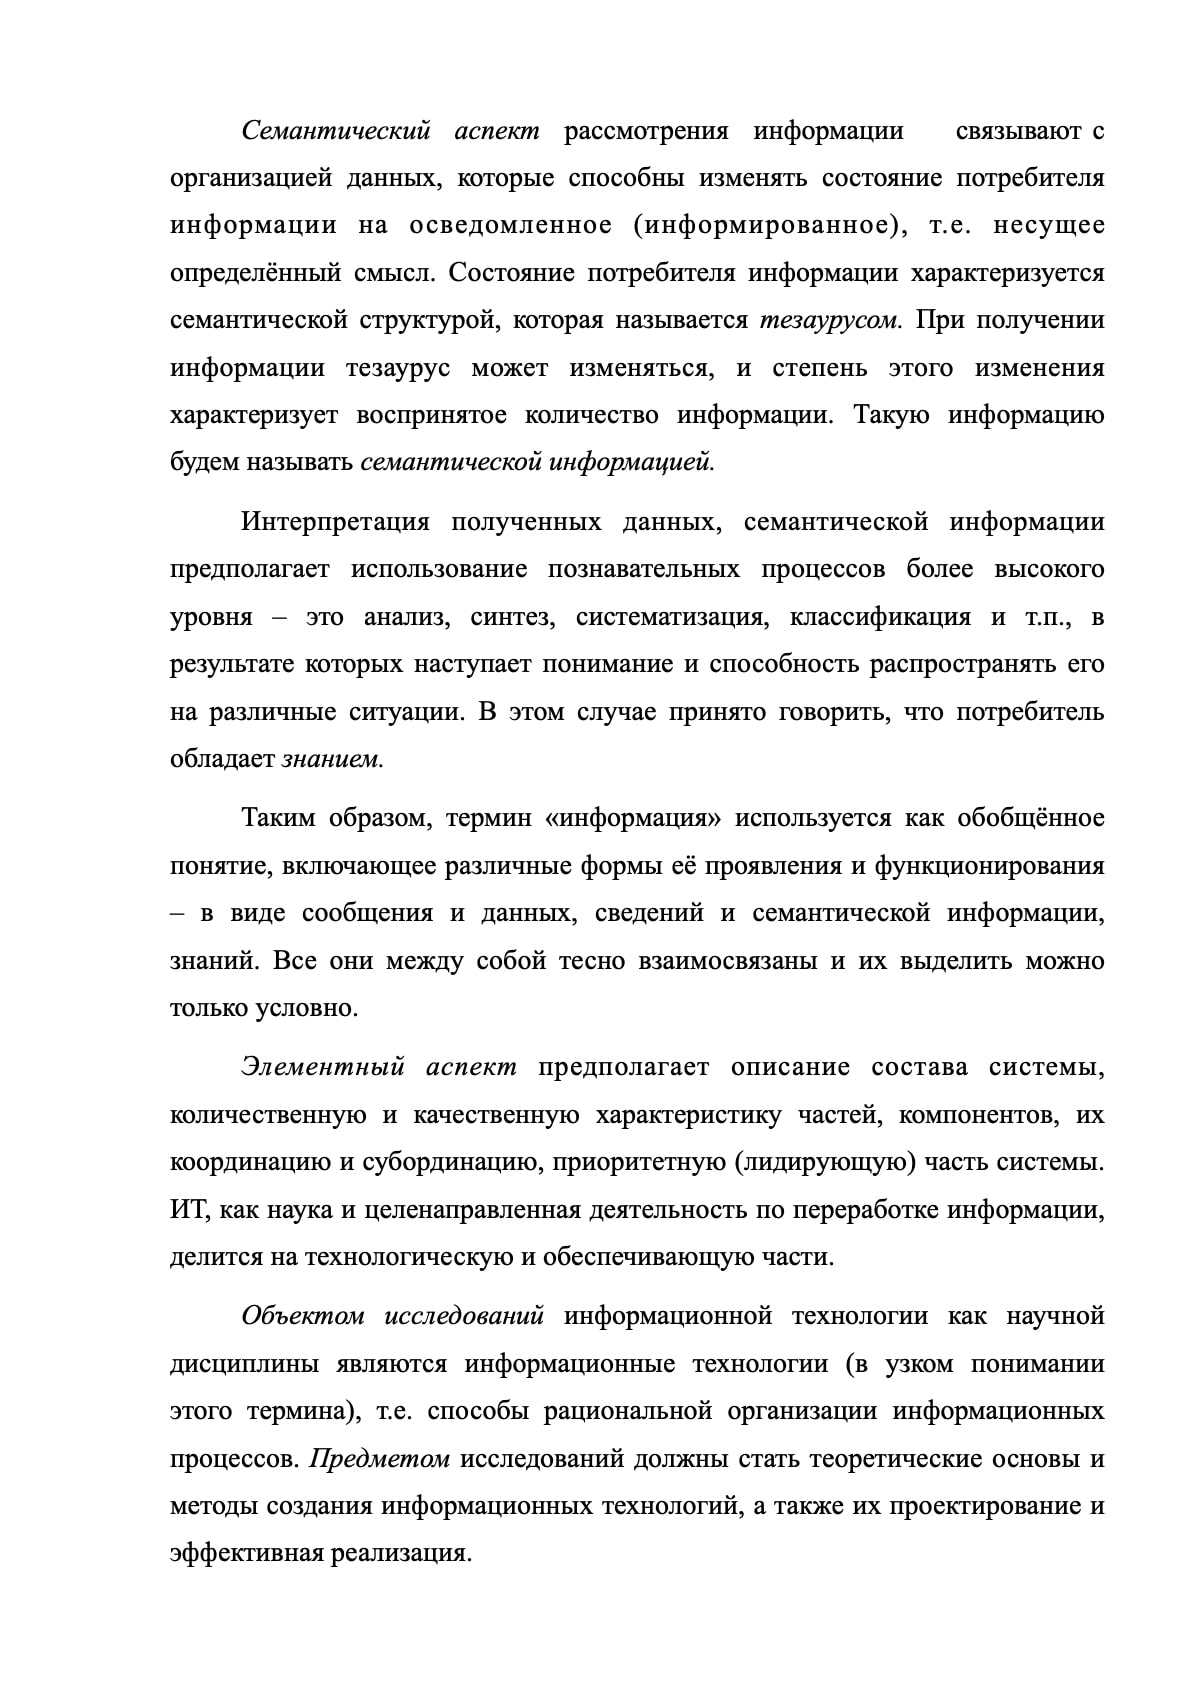 Семантический аспект рассмотрения информации связывают с
организацией данных, которые способны изменять состояние потребителя
информации на осведомленное (информированное), т.е. несущее
определённый смысл. Состояние потребителя информации характеризуется
семантической структурой, которая называется тезаурусом. При получении
информации тезаурус может изменяться, и степень этого изменения
характеризует воспринятое количество информации. Такую информацию
будем называть семантической информацией.
Интерпретация полученных данных, семантической информации
предполагает использование познавательных процессов более высокого
уровня – это анализ, синтез, систематизация, классификация и т.п., в
результате которых наступает понимание и способность распространять его
на различные ситуации. В этом случае принято говорить, что потребитель
обладает знанием.
Таким образом, термин «информация» используется как обобщённое
понятие, включающее различные формы её проявления и функционирования
– в виде сообщения и данных, сведений и семантической информации,
знаний. Все они между собой тесно взаимосвязаны и их выделить можно
только условно.
Элементный аспект предполагает описание состава системы,
количественную и качественную характеристику частей, компонентов, их
координацию и субординацию, приоритетную (лидирующую) часть системы.
ИТ, как наука и целенаправленная деятельность по переработке информации,
делится на технологическую и обеспечивающую части.
Объектом исследований информационной технологии как научной
дисциплины являются информационные технологии (в узком понимании
этого термина), т.е. способы рациональной организации информационных
процессов. Предметом исследований должны стать теоретические основы и
методы создания информационных технологий, а также их проектирование и
эффективная реализация.